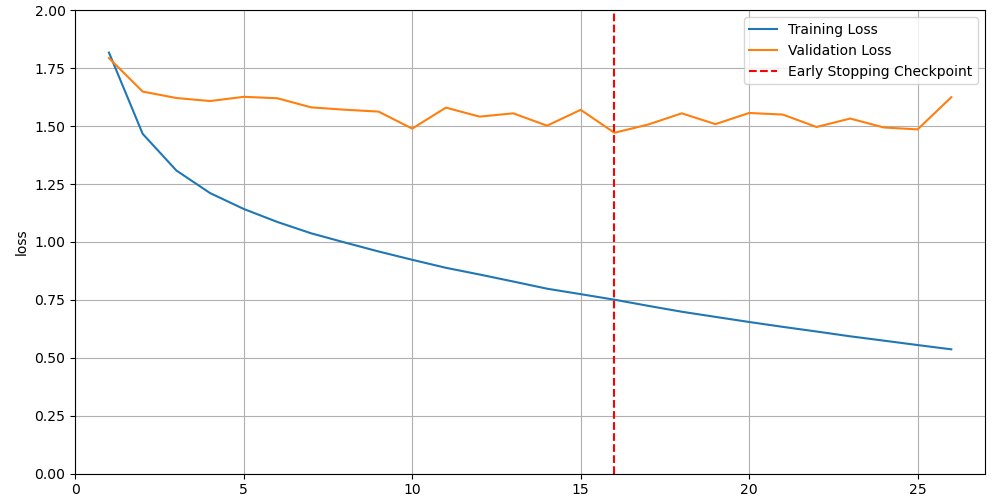 2.00
1.75
1.50
1.25
1.00
0.75
0.50
0.25
0.00
loss
0 5 10 15 20 25
Training Loss
Validation Loss
Early Stopping Checkpoint